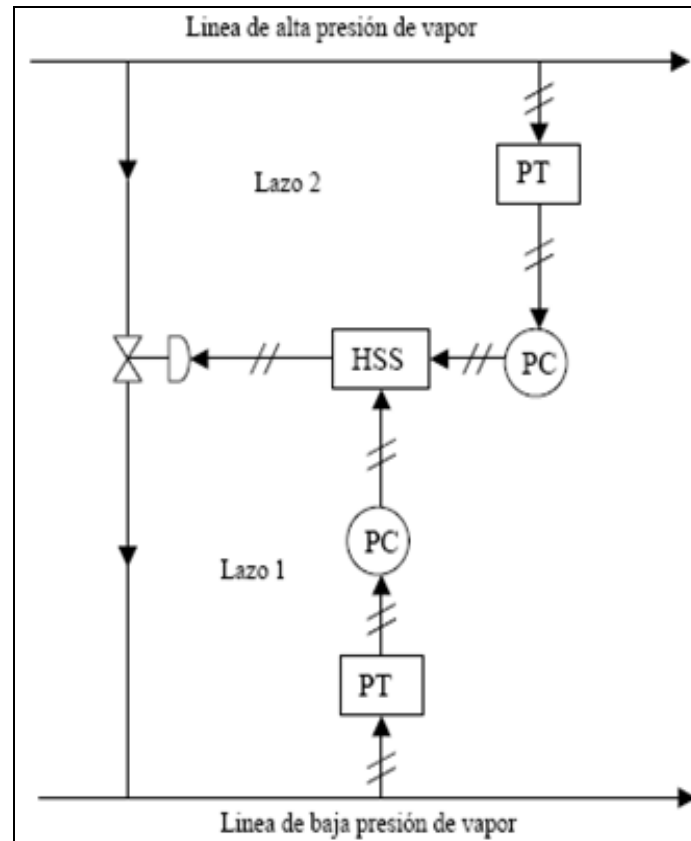 Linea de alta presión de vapor
PT
Lazo 2
HSS
PC
PC
Lazo 1
PT
Linea de baja presión de vapor